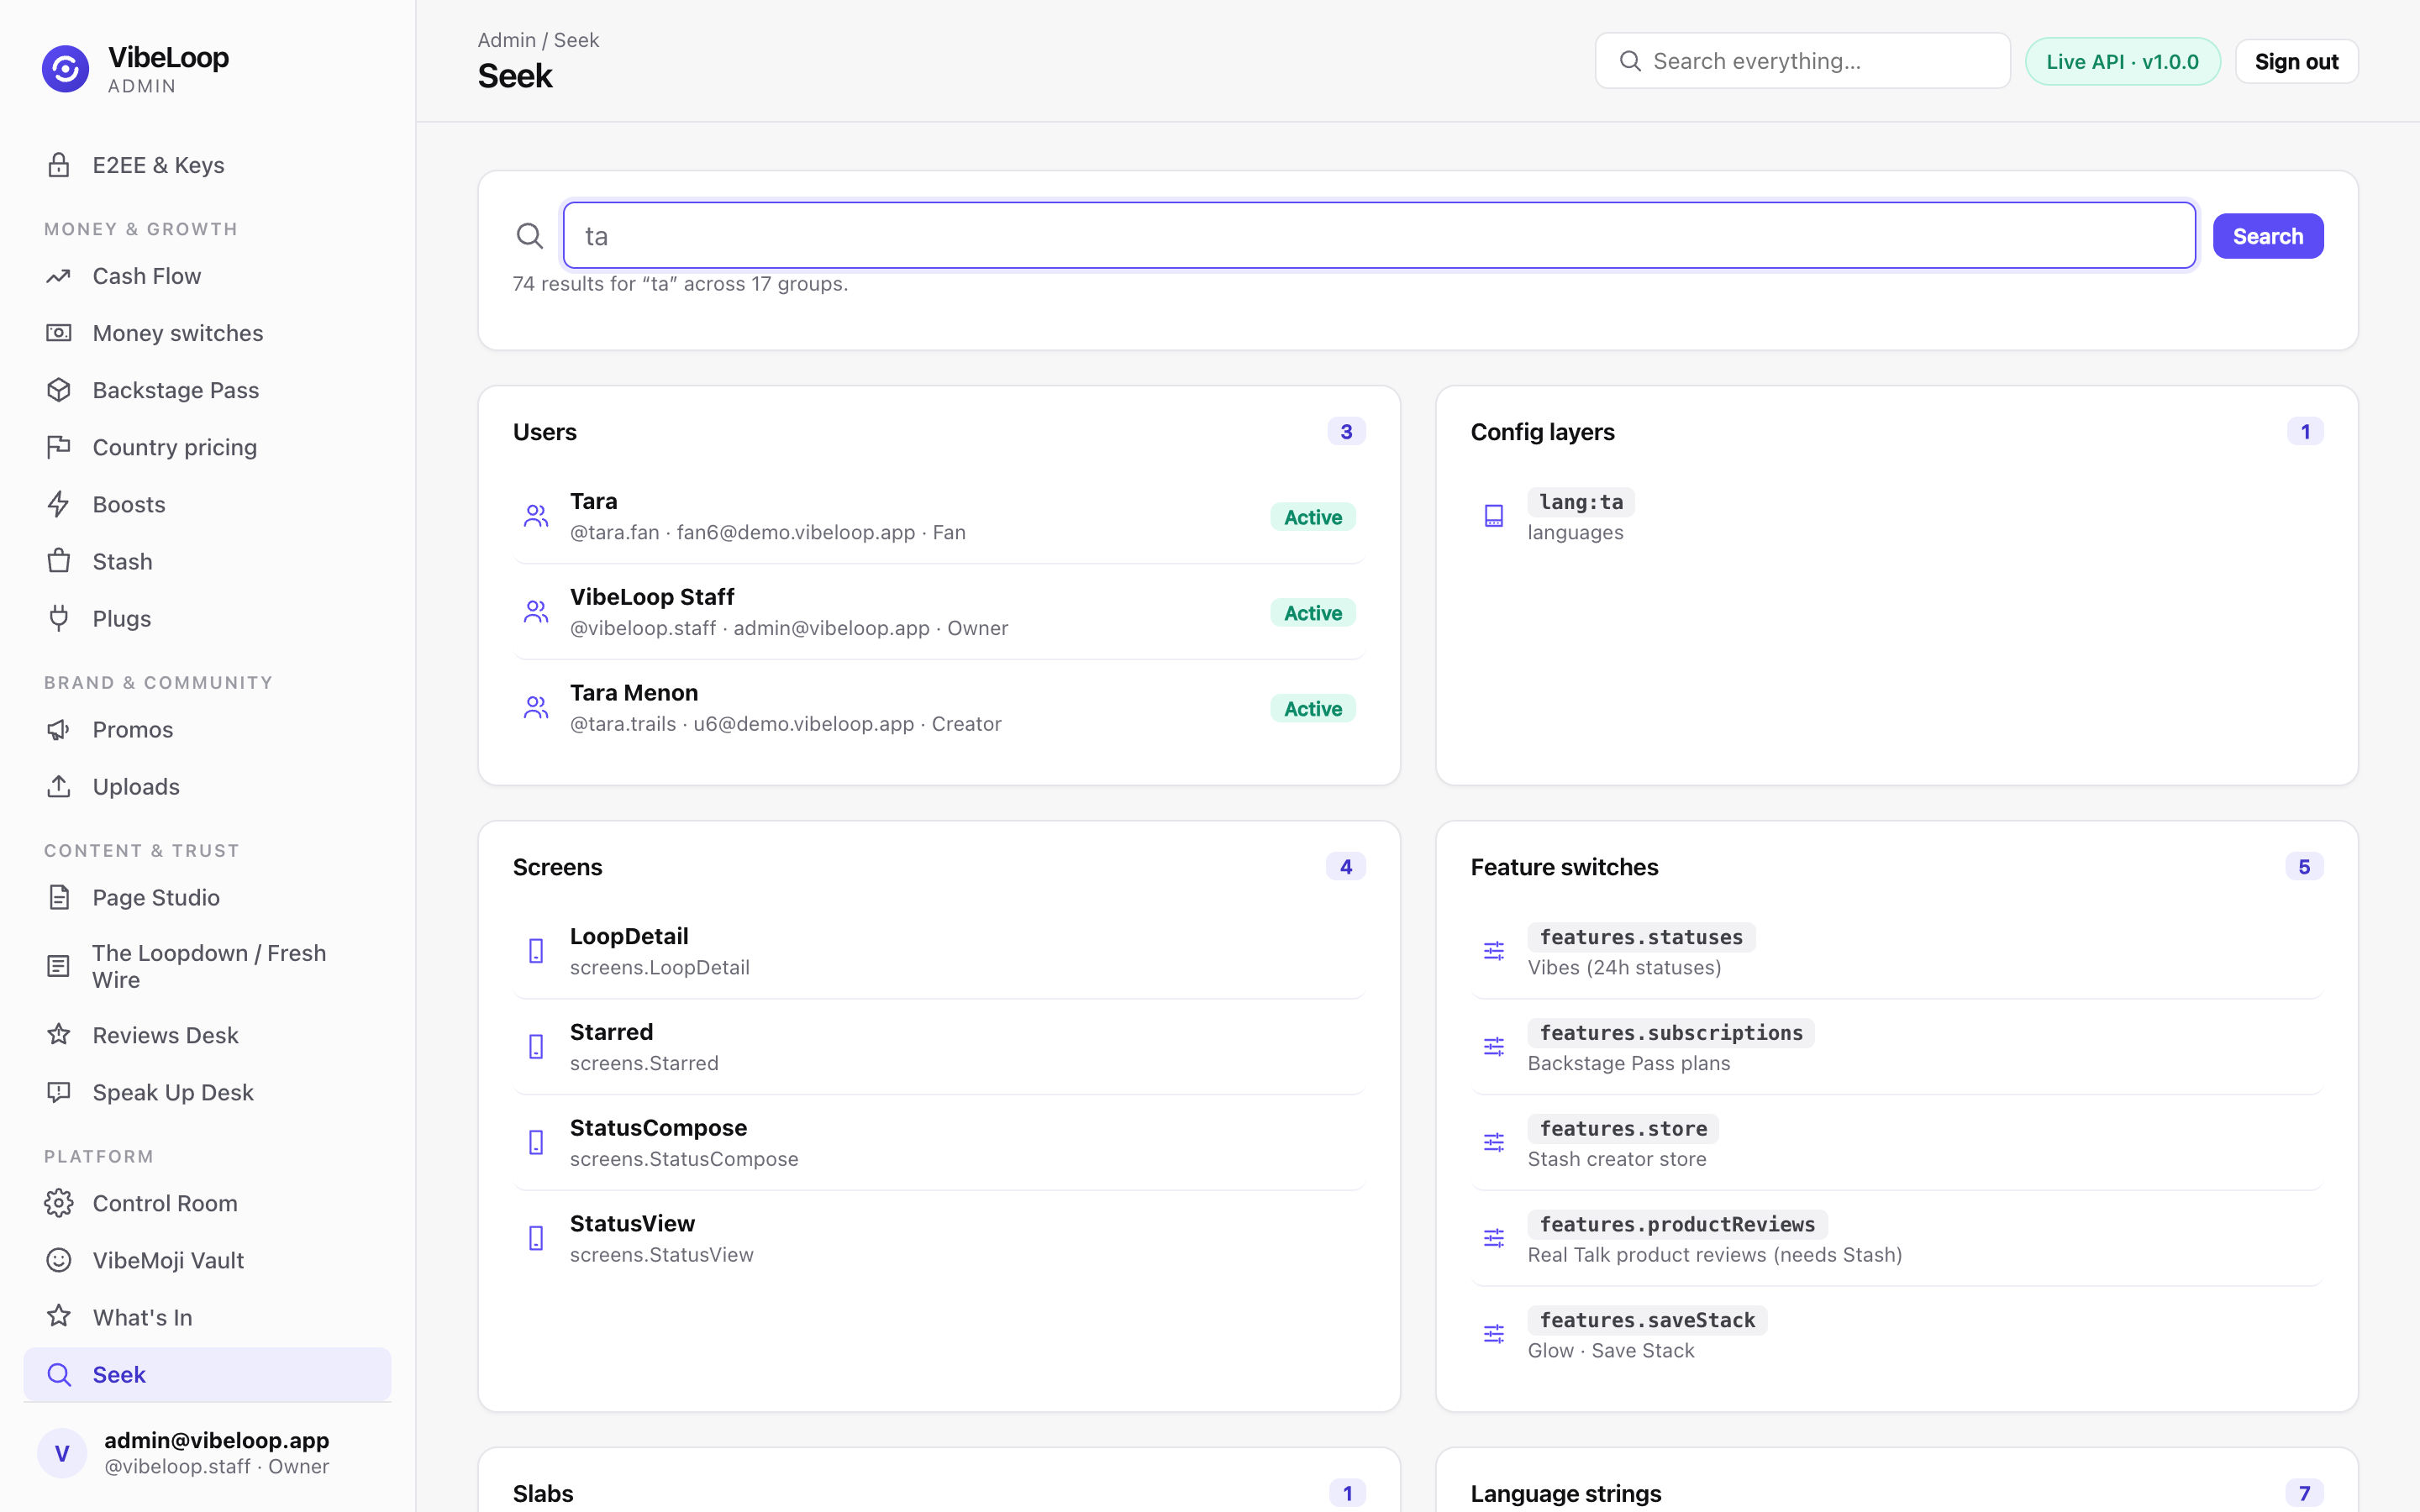 VibeLoop
ADMIN
E2EE & Keys
MONEY & GROWTH
Cash Flow
Money switches
Backstage Pass
Country pricing
Boosts
Stash
Plugs
BRAND & COMMUNITY
Promos
Uploads
CONTENT & TRUST
Page Studio
The Loopdown / Fresh
Wire
Reviews Desk
Speak Up Desk
PLATFORM
Control Room
VibeMoji Vault
What's In
Seek
V
admin@vibeloop.app
@vibeloop.staff · Owner
Admin / Seek
Seek
Search everything...
Live API · v1.0.0
Sign out
ta
Search
74 results for “ta” across 17 groups.
Users
3
Tara
@tara.fan · fan6@demo.vibeloop.app · Fan
Active
VibeLoop Staff
@vibeloop.staff · admin@vibeloop.app · Owner
Active
Tara Menon
@tara.trails · u6@demo.vibeloop.app · Creator
Active
Config layers
1
lang:ta
languages
Screens
4
LoopDetail
screens.LoopDetail
Starred
screens.Starred
StatusCompose
screens.StatusCompose
StatusView
screens.StatusView
Feature switches
5
features.statuses
Vibes (24h statuses)
features.subscriptions
Backstage Pass plans
features.store
Stash creator store
features.productReviews
Real Talk product reviews (needs Stash)
features.saveStack
Glow · Save Stack
Slabs
1
Language strings
7